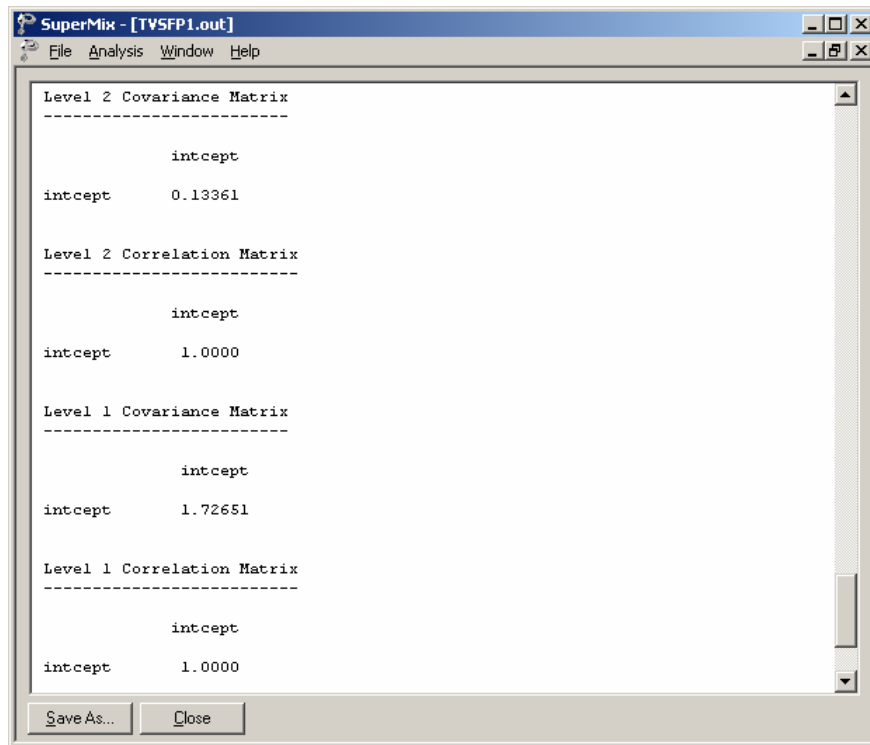 SuperMix - [TVSFP1.out]
File Analysis Window Help
Level 2 Covariance Matrix
-------------------------
intcept
intcept 0.13361
Level 2 Correlation Matrix
--------------------------
intcept
intcept 1.0000
Level 1 Covariance Matrix
-------------------------
intcept
intcept 1.72651
Level 1 Correlation Matrix
--------------------------
intcept
intcept 1.0000
Save As... Close